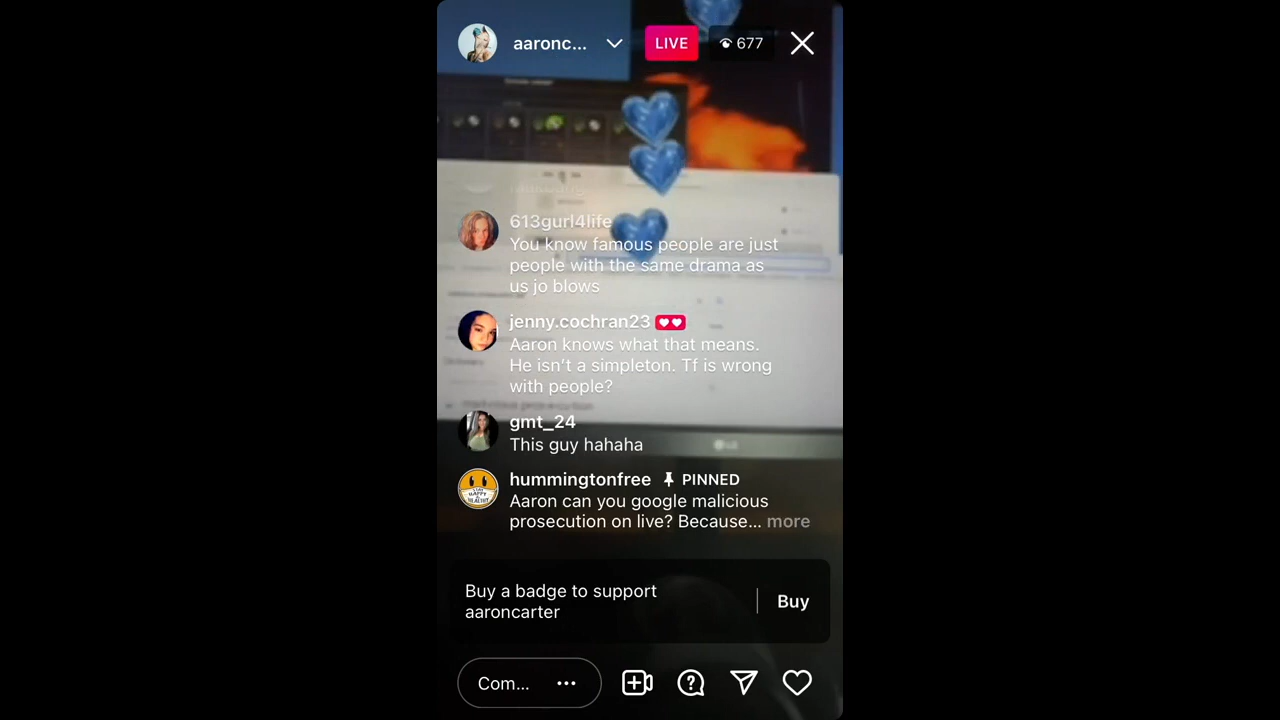 aaronc...
LIVE
677
613gurl4life
You know famous people are just
people with the same drama as
us jo blows
jenny.cochran23
Aaron knows what that means.
He isn't a simpleton. Tf is wrong
with people?
gmt_24
This guy hahaha
LG
hummingtonfree PINNED
Aaron can you google malicious
prosecution on live? Because... more
Buy a badge to support
aaroncarter
Buy
Com...